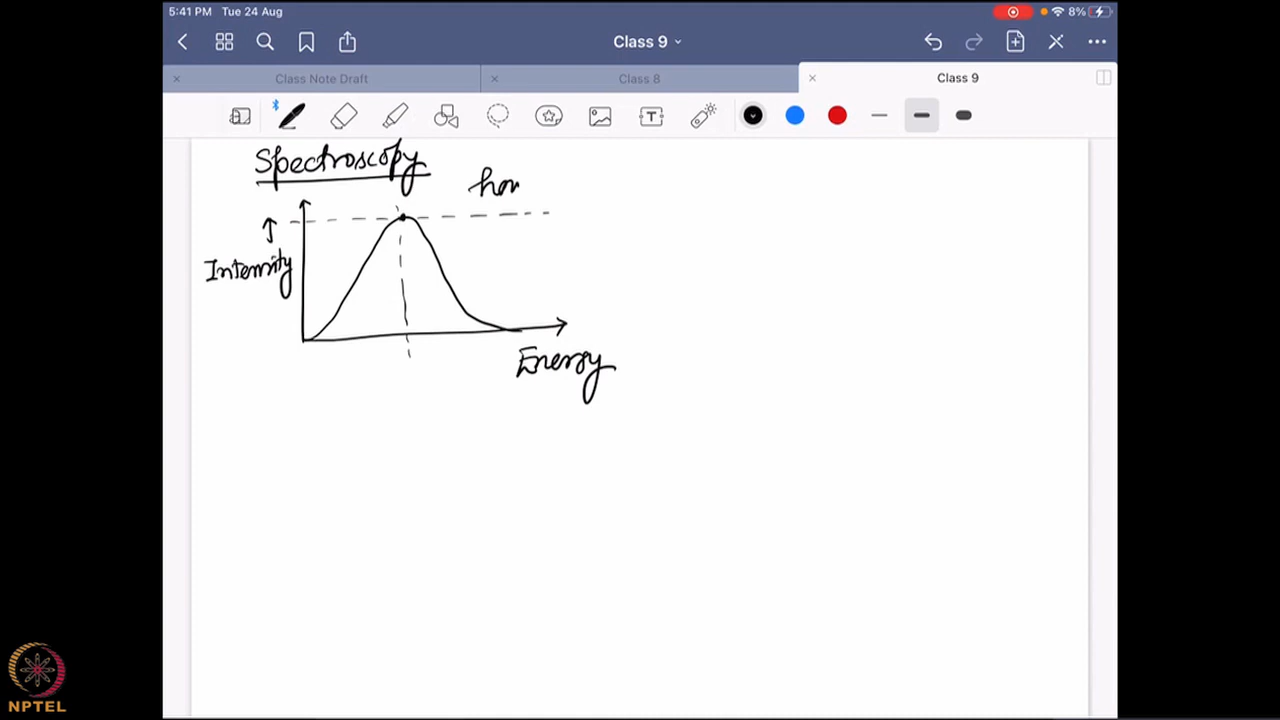 5:41 PM Tue 24 Aug
8%
Class 9
Class Note Draft
Class 8
Class 9
T
Spectroscopy
hor
Intensity
Energy
NPTEL